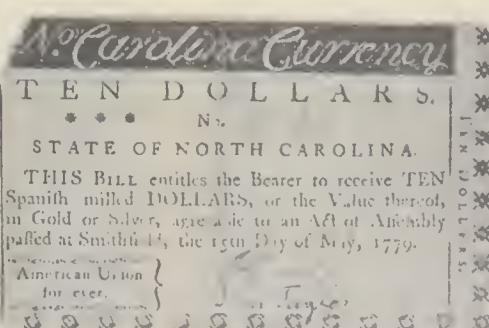 No. Carolina Currency
TEN DOLLARS.
No.
STATE OF NORTH CAROLINA.
THIS BILL entitles the Bearer to receive TEN
Spaniſh milled DOLLARS, or the Value thereof,
in Gold or Silver, agreeable to an Act of Aſſembly
paſſed at Smithfield, the 15th Day of May, 1779.
American Union
for ever.
TEN DOLLARS.